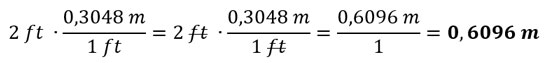 2 ft · 0,3048 m / 1 ft = 2 ft · 0,3048 m / 1 ft = 0,6096 m / 1 = 0,6096 m